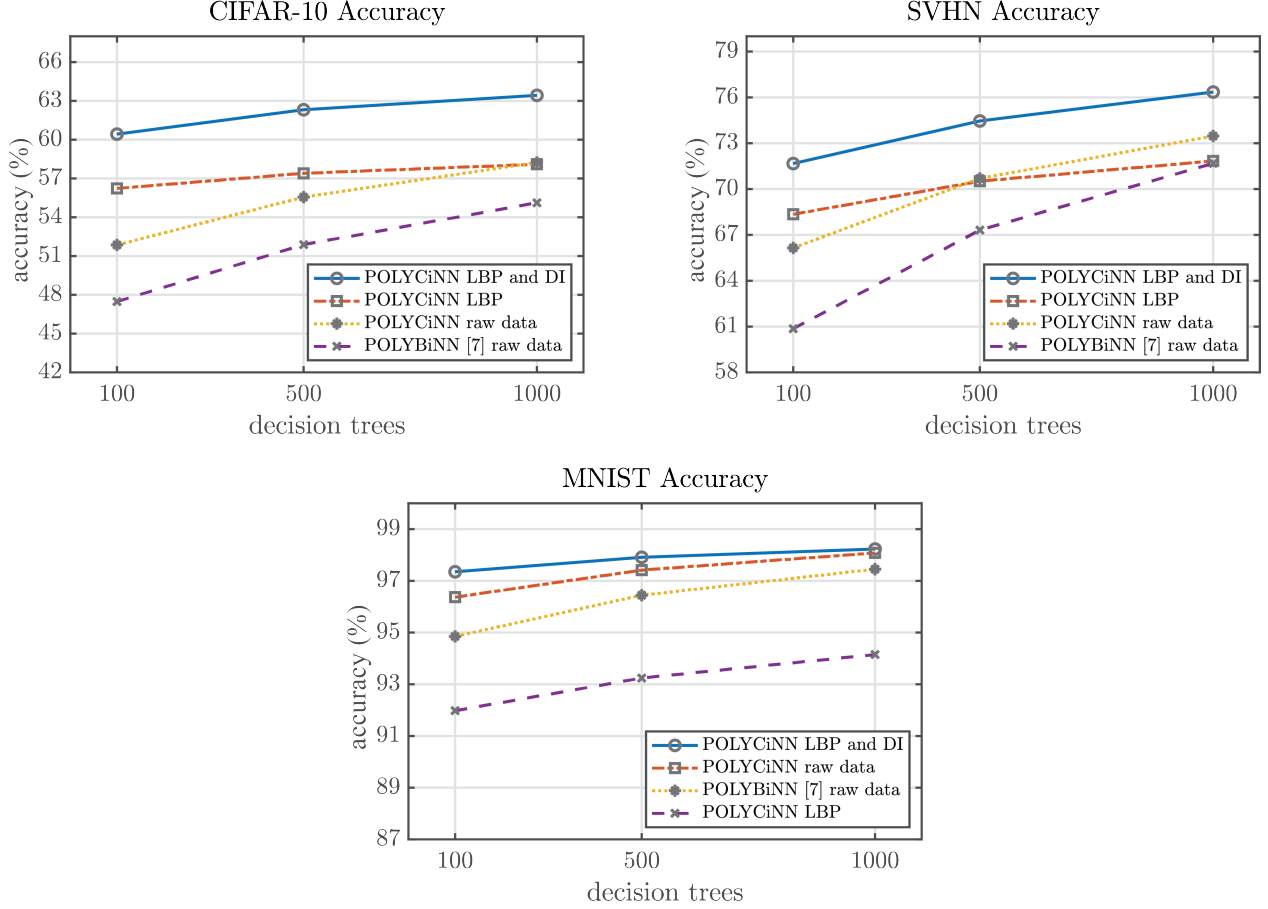 CIFAR-10 Accuracy
66
63
60
57
54
51
48
45
42
accuracy (%)
POLYCiNN LBP and DI
POLYCiNN LBP
POLYCiNN raw data
POLYBiNN [7] raw data
100 500 1000
decision trees
SVHN Accuracy
79
76
73
70
67
64
61
58
accuracy (%)
POLYCiNN LBP and DI
POLYCiNN LBP
POLYCiNN raw data
POLYBiNN [7] raw data
100 500 1000
decision trees
MNIST Accuracy
99
97
95
93
91
89
87
accuracy (%)
POLYCiNN LBP and DI
POLYCiNN raw data
POLYBiNN [7] raw data
POLYCiNN LBP
100 500 1000
decision trees